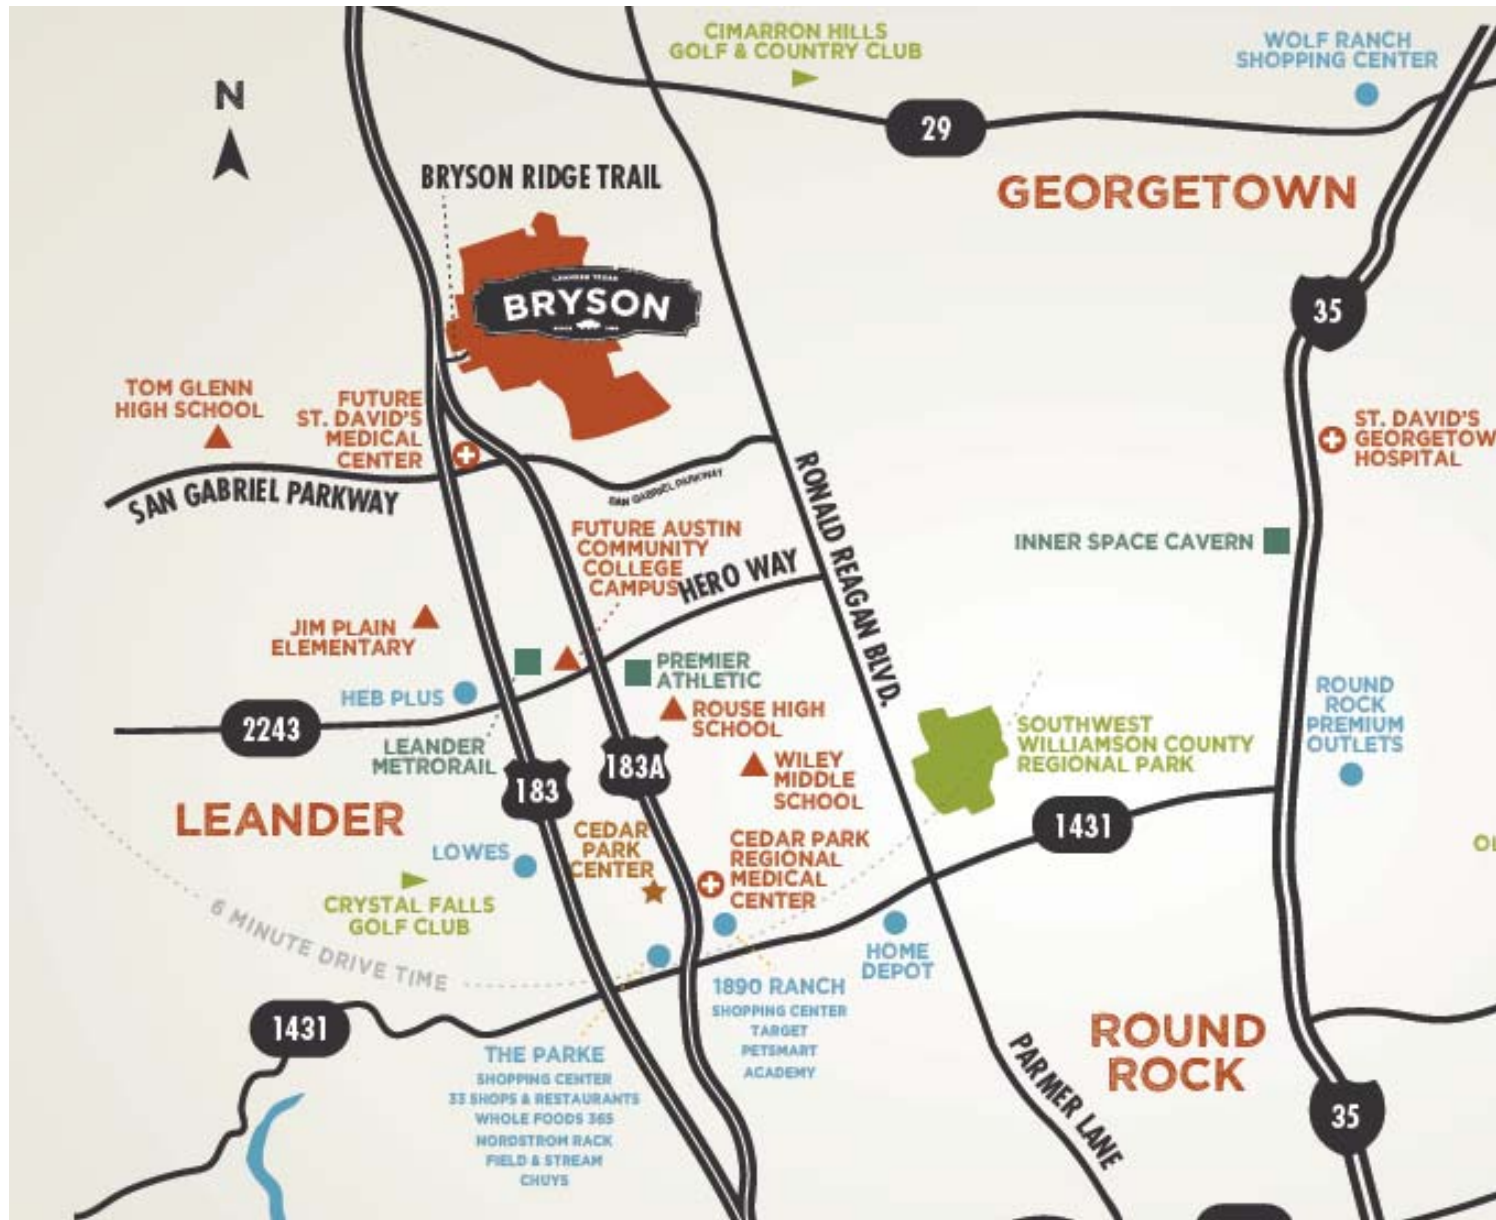 CIMARRON HILLS
GOLF & COUNTRY CLUB
WOLF RANCH
SHOPPING CENTER
N
29
BRYSON RIDGE TRAIL
GEORGETOWN
LEANDER TEXAS
BRYSON
35
TOM GLENN
HIGH SCHOOL
FUTURE
ST. DAVID'S
MEDICAL
CENTER
ST. DAVID'S
GEORGETOW
HOSPITAL
SAN GABRIEL PARKWAY
SAN GABRIEL PARKWAY
RONALD REAGAN BLVD.
FUTURE AUSTIN
COMMUNITY
COLLEGE
CAMPUS
HERO WAY
INNER SPACE CAVERN
JIM PLAIN
ELEMENTARY
PREMIER
ATHLETIC
HEB PLUS
2243
ROUSE HIGH
SCHOOL
LEANDER
METRORAIL
183
183A
WILEY
MIDDLE
SCHOOL
SOUTHWEST
WILLIAMSON COUNTY
REGIONAL PARK
ROUND
ROCK
PREMIUM
OUTLETS
LEANDER
1431
CEDAR
PARK
CENTER
LOWES
CEDAR PARK
REGIONAL
MEDICAL
CENTER
OL
CRYSTAL FALLS
GOLF CLUB
6 MINUTE DRIVE TIME
HOME
DEPOT
1890 RANCH
SHOPPING CENTER
TARGET
PETSMART
ACADEMY
1431
THE PARKE
SHOPPING CENTER
33 SHOPS & RESTAURANTS
WHOLE FOODS 365
NORDSTROM RACK
FIELD & STREAM
CHUYS
ROUND
ROCK
PARMER LANE
35